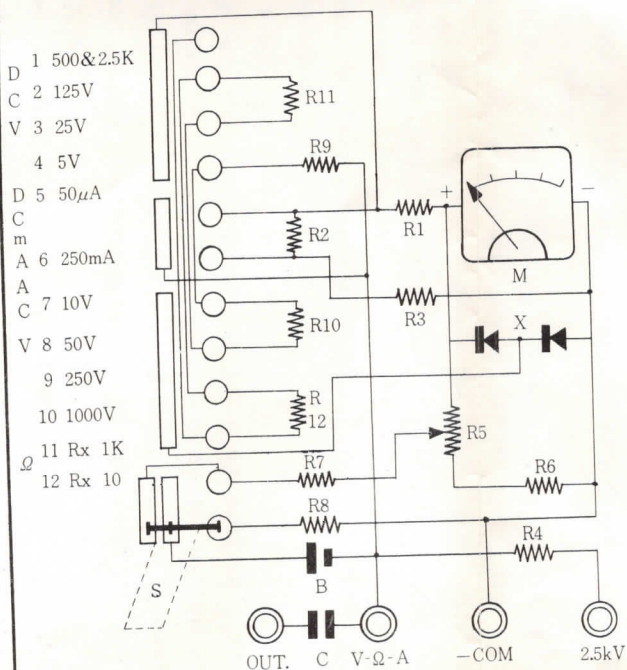 D
C
V
1 500&2.5K
2 125V
3 25V
4 5V
D
C
m
A
5 50μA
6 250mA
A
C
V
7 10V
8 50V
9 250V
10 1000V
Ω
11 Rx 1K
12 Rx 10
R11
R9
R2
R1
+
-
M
R3
R10
X
R
12
R5
R7
R6
R8
R4
B
S
C
OUT.
V-Ω-A
-COM
2.5kV